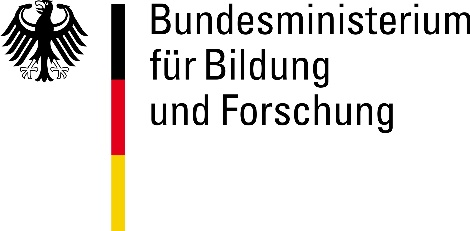 Bundesministerium
für Bildung
und Forschung